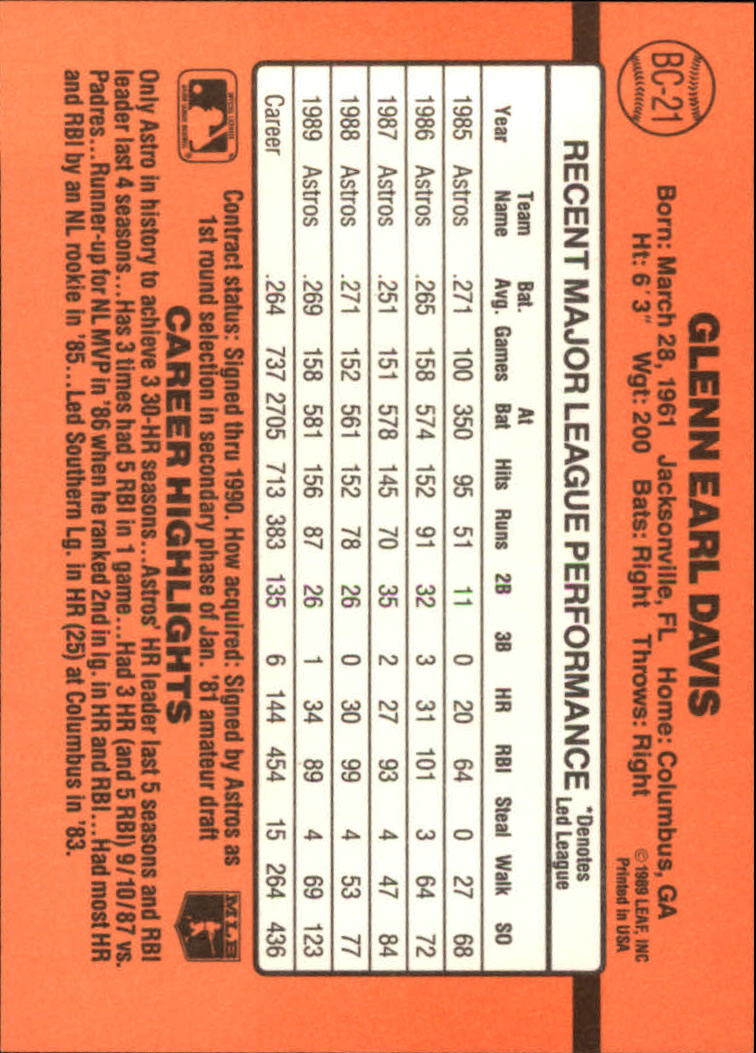 BC-21
GLENN EARL DAVIS
Born: March 28, 1961 Jacksonville, FL Home: Columbus, GA
Ht: 6'3" Wgt: 200 Bats: Right Throws: Right
© 1989 LEAF, INC
Printed in USA
RECENT MAJOR LEAGUE PERFORMANCE *Denotes Led League
Year Team Name Bat. Avg. Games At Bat Hits Runs 2B 3B HR RBI Steal Walk SO
1985 Astros .271 100 350 95 51 11 0 20 64 0 27 68
1986 Astros .265 158 574 152 91 32 3 31 101 3 64 72
1987 Astros .251 151 578 145 70 35 2 27 93 4 47 84
1988 Astros .271 152 561 152 78 26 0 30 99 4 53 77
1989 Astros .269 158 581 156 87 26 1 34 89 4 69 123
Career .264 737 2705 713 383 135 6 144 454 15 264 436
Contract status: Signed thru 1990. How acquired: Signed by Astros as
1st round selection in secondary phase of Jan. '81 amateur draft
MLB
CAREER HIGHLIGHTS
Only Astro in history to achieve 3 30-HR seasons...Astros' HR leader last 5 seasons and RBI
leader last 4 seasons...Has 3 times had 5 RBI in 1 game...Had 3 HR (and 5 RBI) 9/10/87 vs.
Padres...Runner-up for NL MVP in '86 when he ranked 2nd in lg. in HR and RBI...Had most HR
and RBI by an NL rookie in '85...Led Southern Lg. in HR (25) at Columbus in '83.